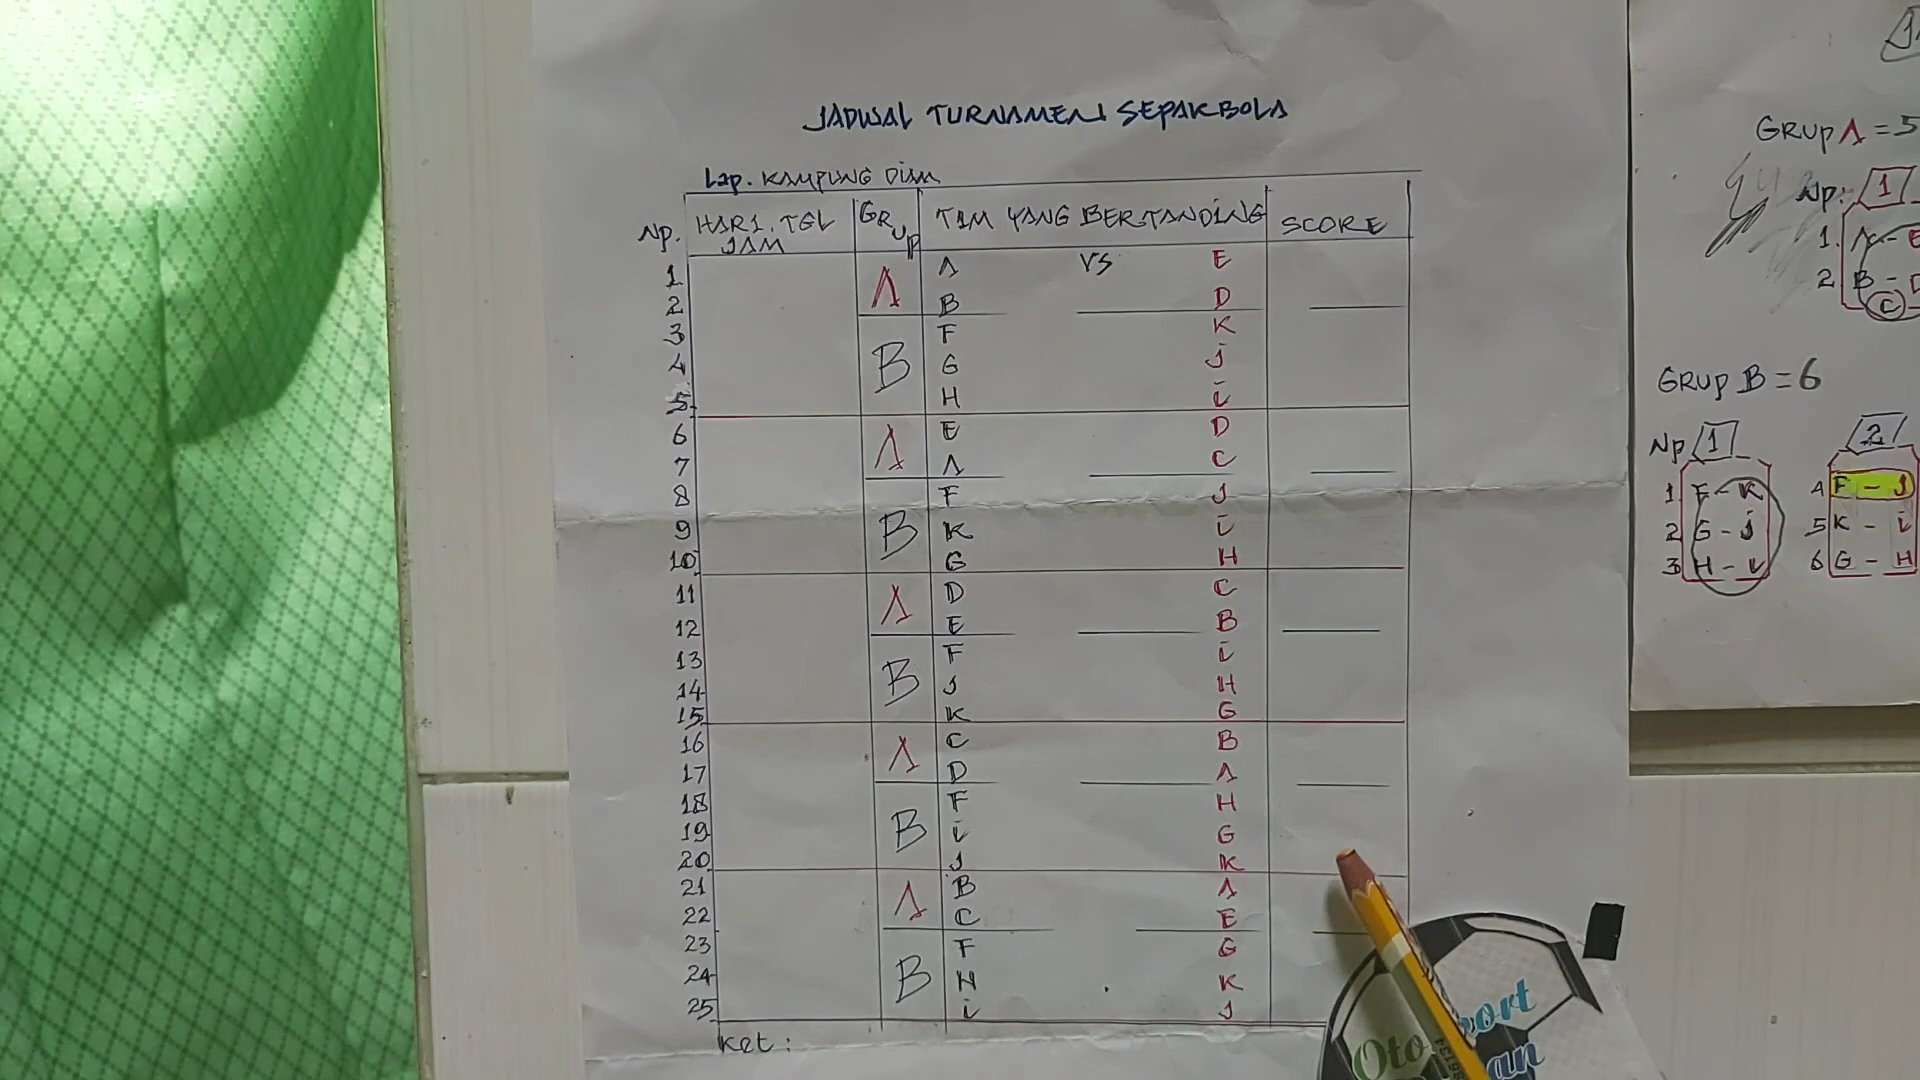 JADWAL TURNAMEN SEPAKBOLA
Lap. KAMPUNG DIAM
No. HARI, TGL JAM GRUP TIM YANG BERTANDING SCORE
1 A A VS E
2 B D
3 B F K
4 G J
5 H i
6 A E D
7 A C
8 B F J
9 K i
10 G H
11 A D C
12 E B
13 B F i
14 J H
15 K G
16 A C B
17 D A
18 B F H
19 i G
20 J K
21 A B A
22 C E
23 B F G
24 H K
25 i J
Ket :
GRUP A = 5
No: 1
1. A - E
2 B - D
C
GRUP B = 6
No 1 2
1 F - K 4 F - J
2 G - J 5 K - i
3 H - i 6 G - H
Oto